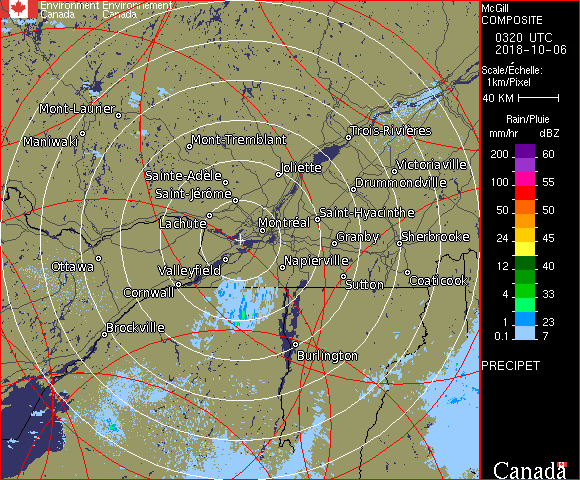 Environment Environnement
Canada Canada
McGill
COMPOSITE
0320 UTC
2018-10-06
Scale/Échelle:
1km/Pixel
40 KM
Rain/Pluie
mm/hr dBZ
200 60
155 57
100 55
50 50
24 45
12 40
4 33
1 23
0.1 7
PRECIPET
Canada
Mont-Laurier
Maniwaki
Mont-Tremblant
Trois-Rivières
Joliette
Victoriaville
Sainte-Adèle
Drummondville
Saint-Jérôme
Saint-Hyacinthe
Lachute
Montréal
Granby
Sherbrooke
Ottawa
Valleyfield
Napierville
Coaticook
Cornwall
Sutton
Brockville
Burlington